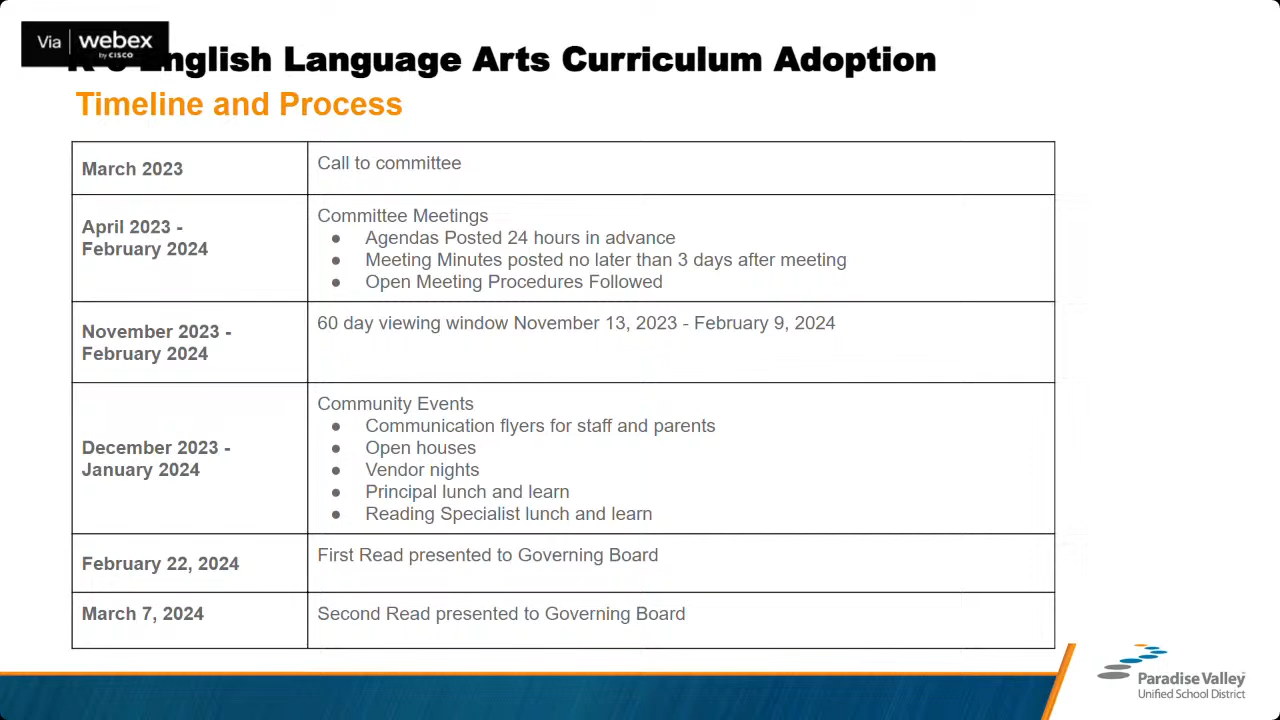 Via webex
by CISCO
English Language Arts Curriculum Adoption
Timeline and Process
March 2023
Call to committee
April 2023 -
February 2024
Committee Meetings
● Agendas Posted 24 hours in advance
● Meeting Minutes posted no later than 3 days after meeting
● Open Meeting Procedures Followed
November 2023 -
February 2024
60 day viewing window November 13, 2023 - February 9, 2024
December 2023 -
January 2024
Community Events
● Communication flyers for staff and parents
● Open houses
● Vendor nights
● Principal lunch and learn
● Reading Specialist lunch and learn
February 22, 2024
First Read presented to Governing Board
March 7, 2024
Second Read presented to Governing Board
Paradise Valley
Unified School District